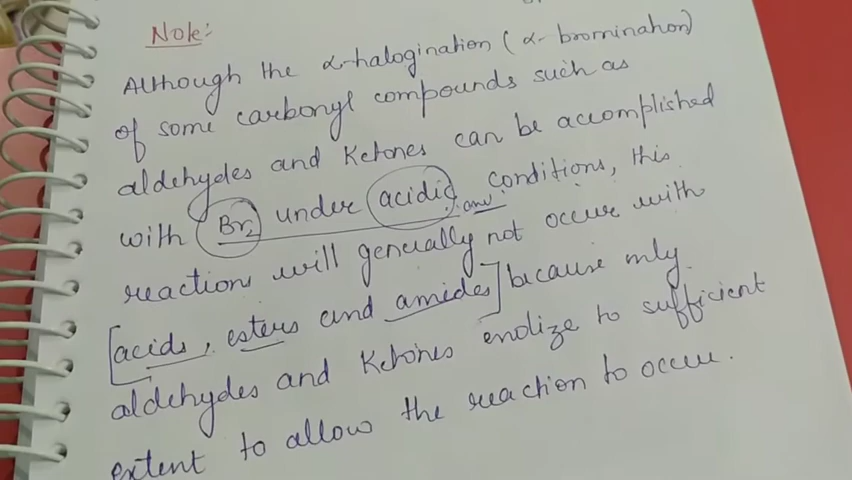 Note:-
Although the α-halogination (α-bromination)
of some carbonyl compounds such as
aldehydes and Ketones can be accomplished
with Br2 under acidic conditions, this
reactions will generally not occur with
[acids, esters and amides] because only
aldehydes and Ketones enolize to sufficient
extent to allow the reaction to occur.